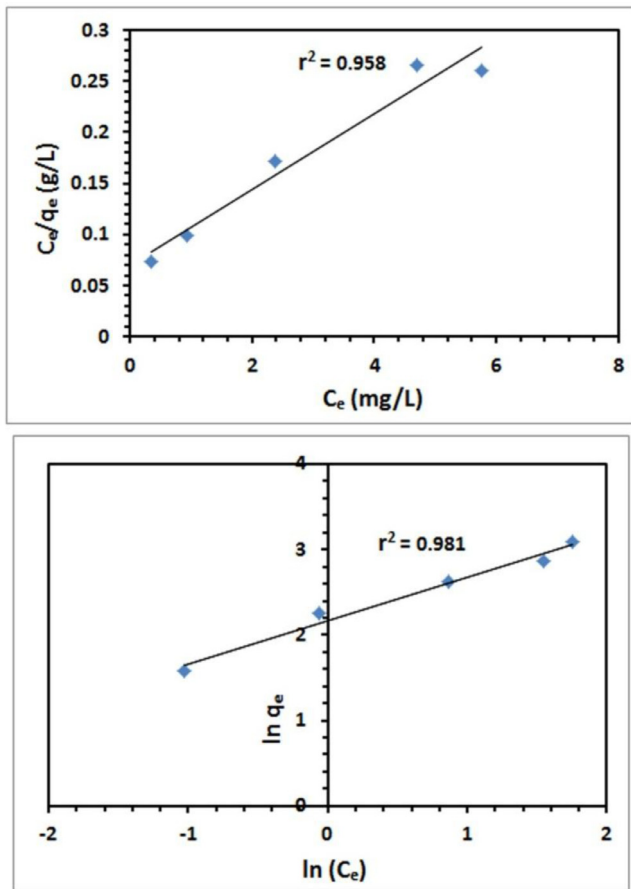 0.3
r² = 0.958
0.25
0.2
0.15
0.1
0.05
0
Cₑ/qₑ (g/L)
0 2 4 6 8
Cₑ (mg/L)
4
r² = 0.981
3
2
1
0
ln qₑ
-2 -1 0 1 2
ln (Cₑ)